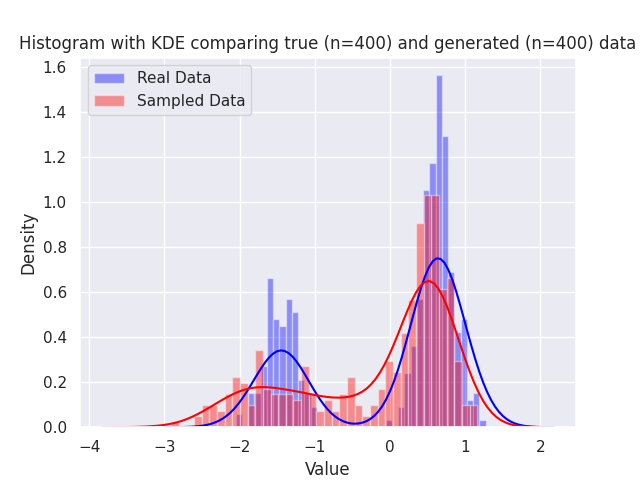 Histogram with KDE comparing true (n=400) and generated (n=400) data
Real Data
Sampled Data
Density
1.6
1.4
1.2
1.0
0.8
0.6
0.4
0.2
0.0
−4 −3 −2 −1 0 1 2
Value